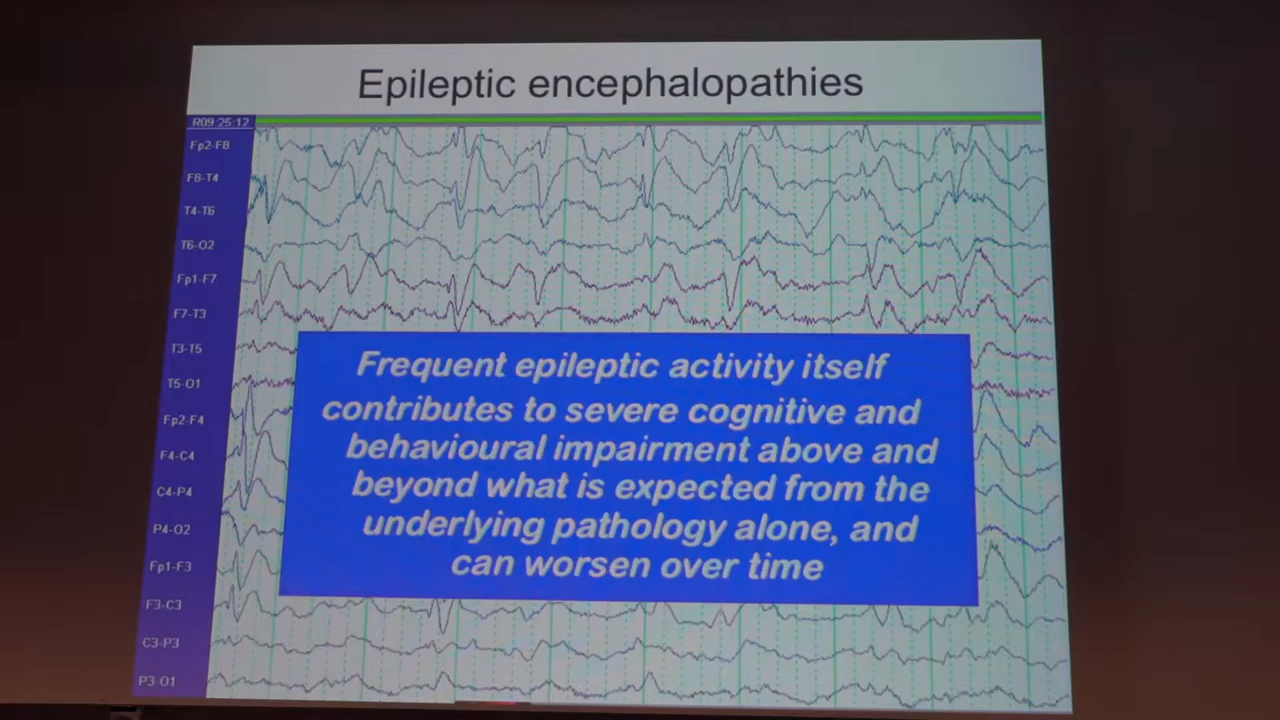 Epileptic encephalopathies
R09 25:12
Fp2-F8
F8-T4
T4-T6
T6-O2
Fp1-F7
F7-T3
T3-T5
T5-O1
Fp2-F4
F4-C4
C4-P4
P4-O2
Fp1-F3
F3-C3
C3-P3
P3-O1
Frequent epileptic activity itself
contributes to severe cognitive and
behavioural impairment above and
beyond what is expected from the
underlying pathology alone, and
can worsen over time